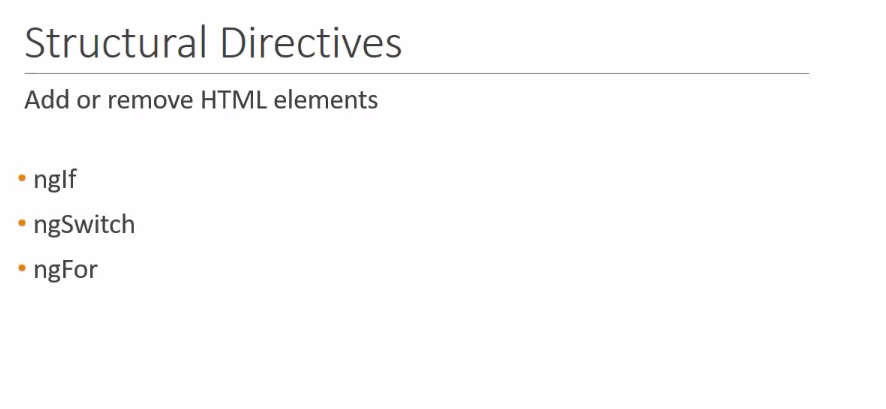 Structural Directives
Add or remove HTML elements
• ngIf
• ngSwitch
• ngFor